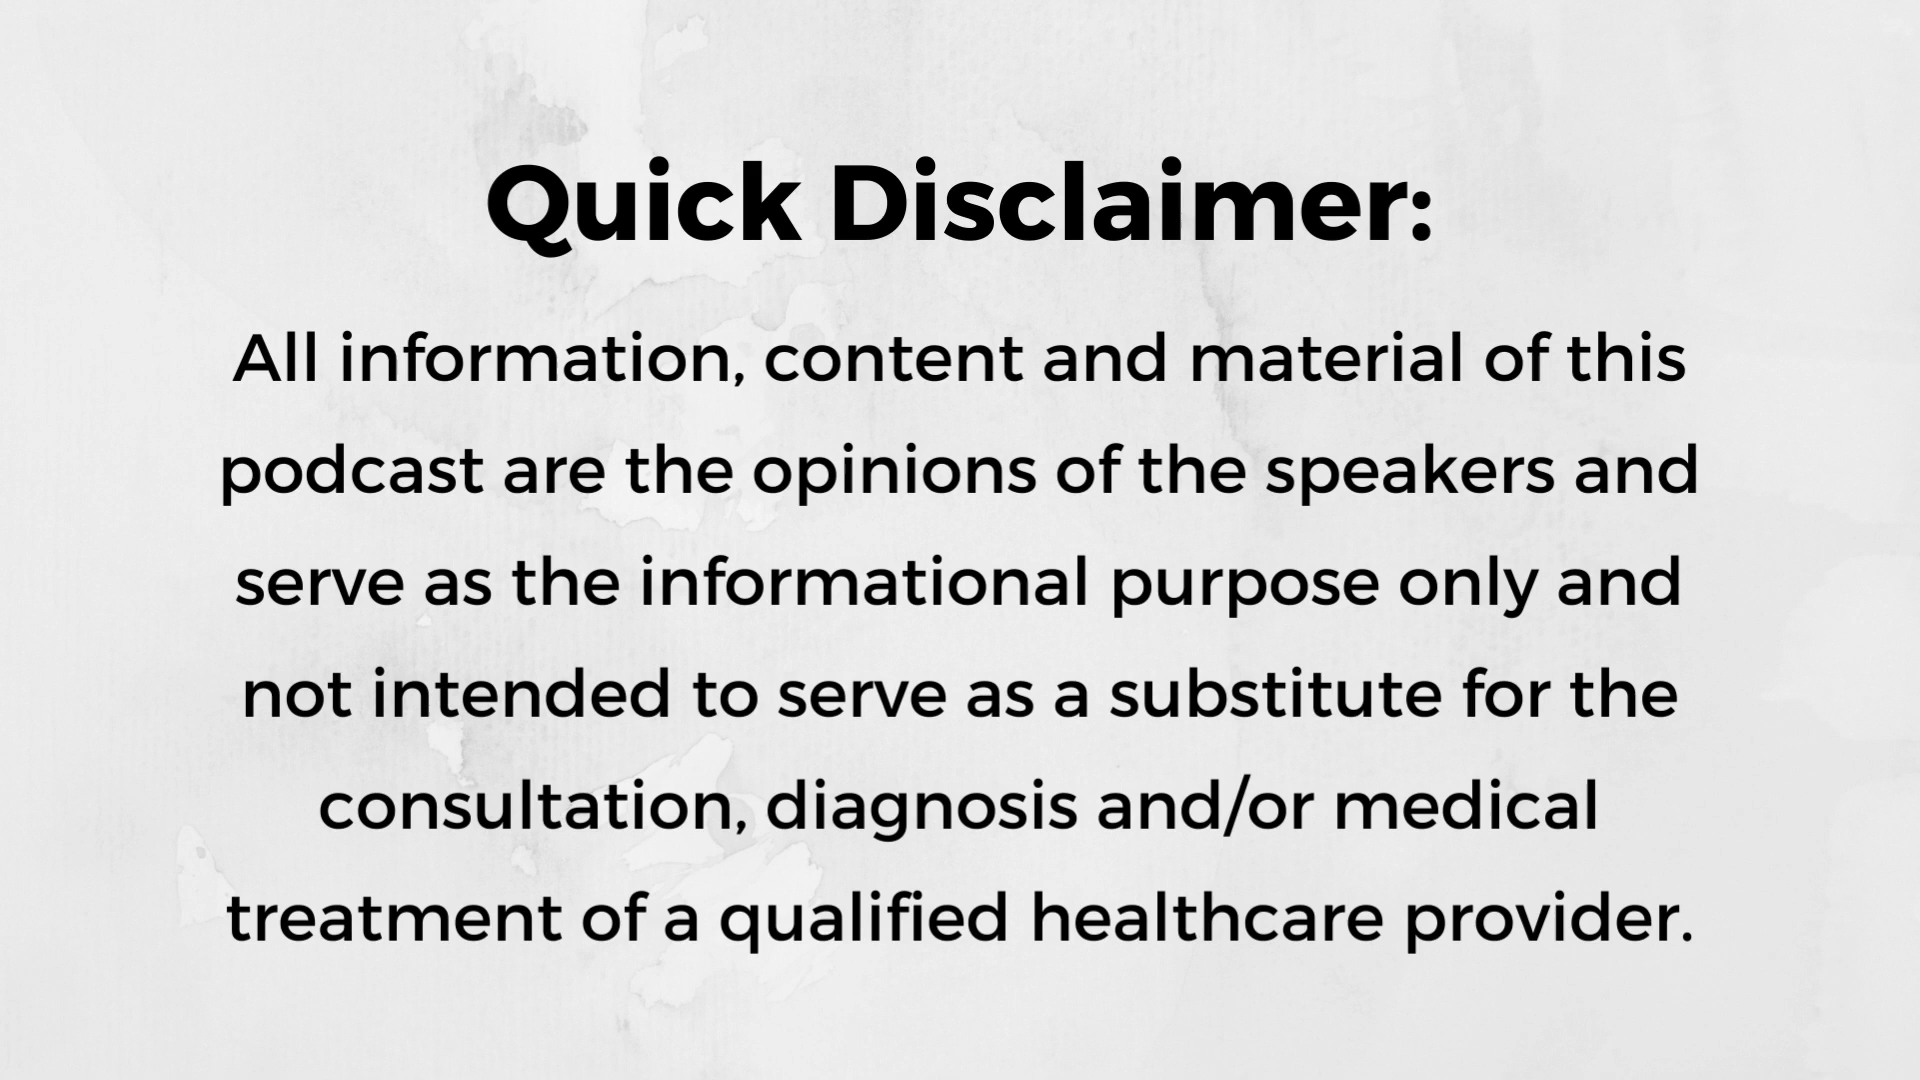 Quick Disclaimer:
All information, content and material of this
podcast are the opinions of the speakers and
serve as the informational purpose only and
not intended to serve as a substitute for the
consultation, diagnosis and/or medical
treatment of a qualified healthcare provider.